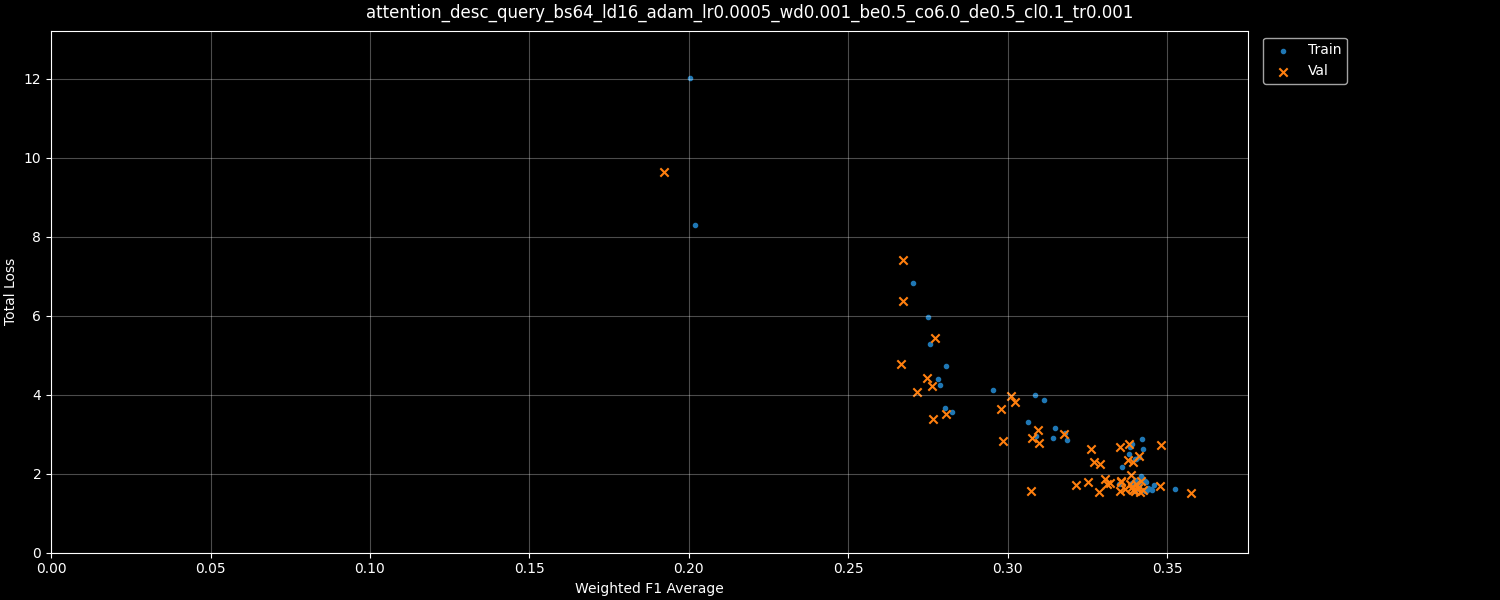 attention_desc_query_bs64_ld16_adam_lr0.0005_wd0.001_be0.5_co6.0_de0.5_cl0.1_tr0.001
Train
Val
12
10
8
6
4
2
0
Total Loss
0.00 0.05 0.10 0.15 0.20 0.25 0.30 0.35
Weighted F1 Average